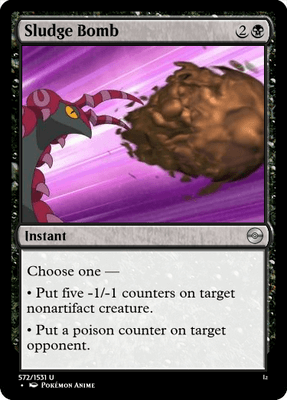 Sludge Bomb 2
Instant
Choose one —
• Put five -1/-1 counters on target
nonartifact creature.
• Put a poison counter on target
opponent.
572/1531 U
• Pokémon Anime